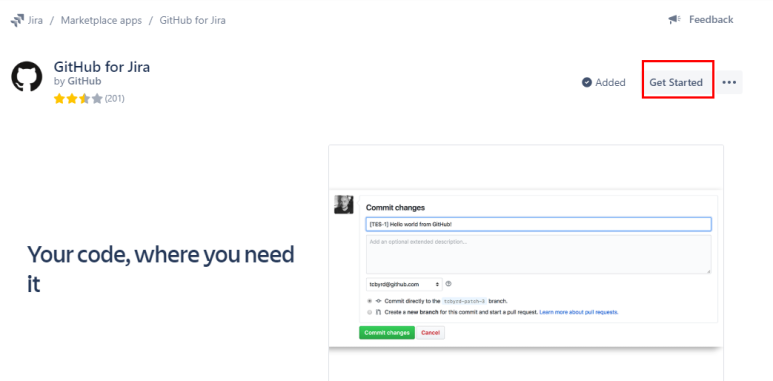 Jira / Marketplace apps / GitHub for Jira
Feedback
GitHub for Jira
by GitHub
(201)
Added
Get Started
Your code, where you need
it
Commit changes
[TES-1] Hello world from GitHub!
Add an optional extended description...
tcbyrd@github.com
Commit directly to the tcbyrd-patch-8 branch.
Create a new branch for this commit and start a pull request. Learn more about pull requests.
Commit changes
Cancel